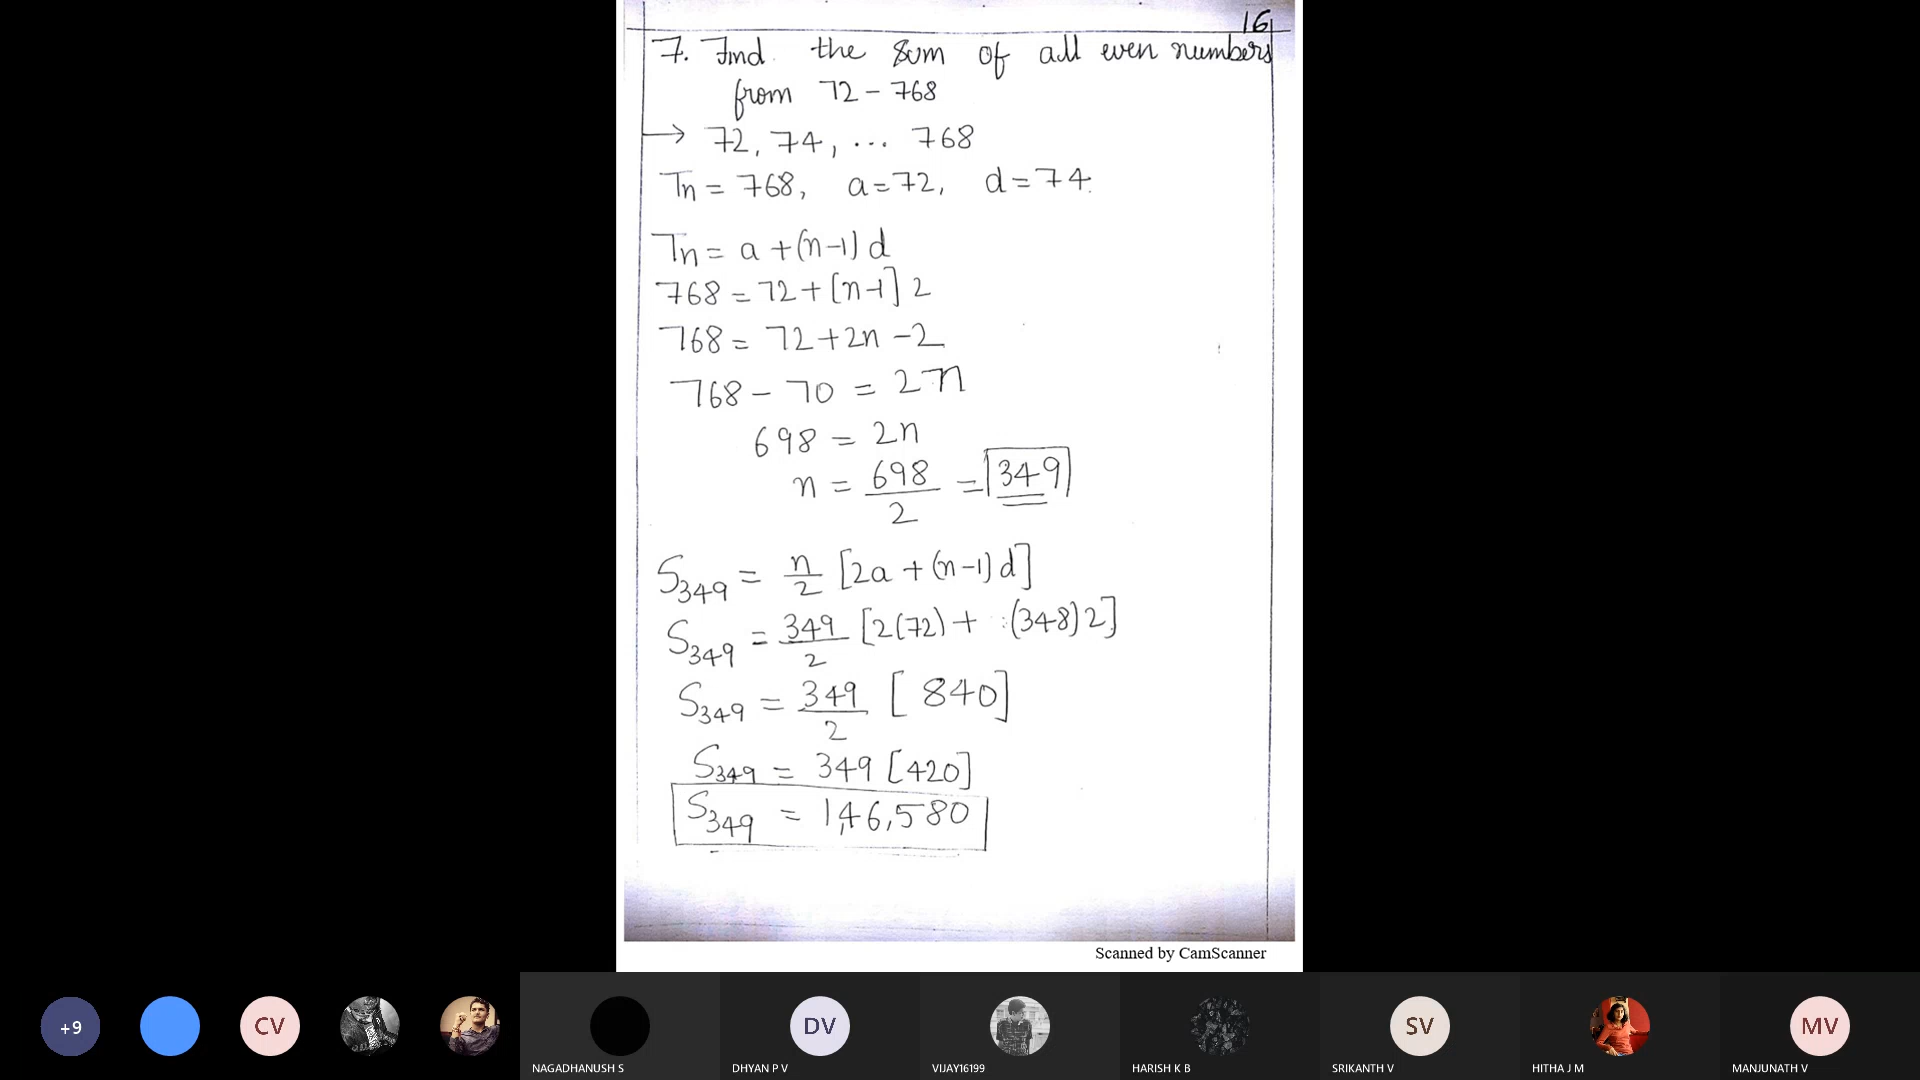 16
7. Find the sum of all even numbers
from 72 - 768
→ 72, 74, ... 768
Tn = 768, a = 72, d = 74.
Tn = a + (n-1) d
768 = 72 + [n-1] 2
768 = 72 + 2n - 2
768 - 70 = 2n
698 = 2n
n = 698/2 = 349
S349 = n/2 [2a + (n-1) d]
S349 = 349/2 [2(72) + (348) 2]
S349 = 349/2 [ 840]
S349 = 349 [420]
S349 = 1,46,580
Scanned by CamScanner
+9
CV
DV
SV
MV
NAGADHANUSH S
DHYAN P V
VIJAY16199
HARISH K B
SRIKANTH V
HITHA J M
MANJUNATH V